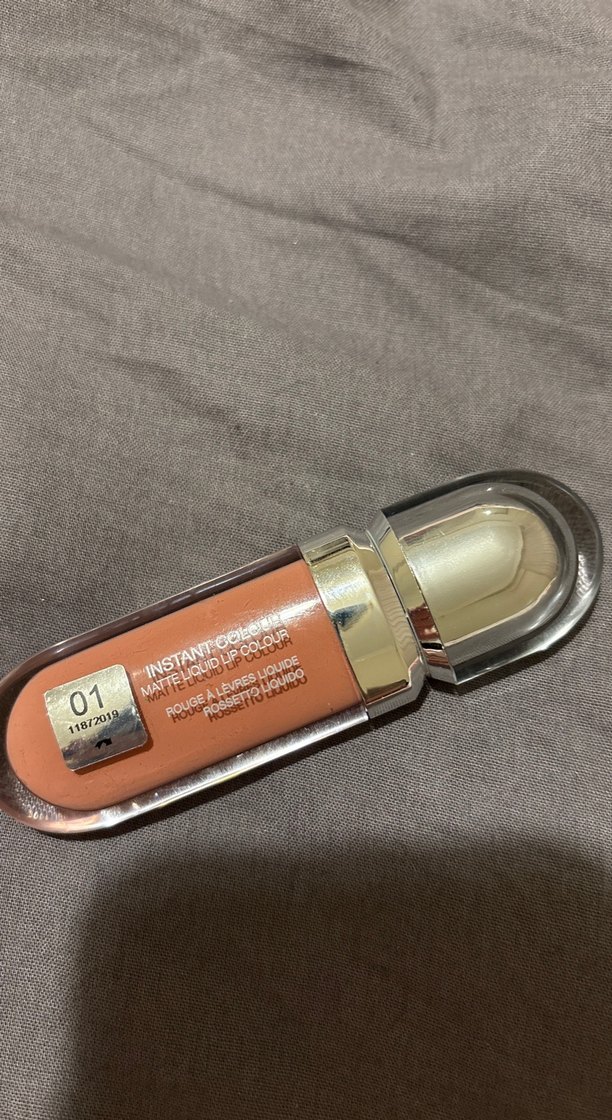 01
11872019
INSTANT COLOUR
MATTE LIQUID LIP COLOUR
ROUGE À LÈVRES LIQUIDE
ROSSETTO LIQUIDO